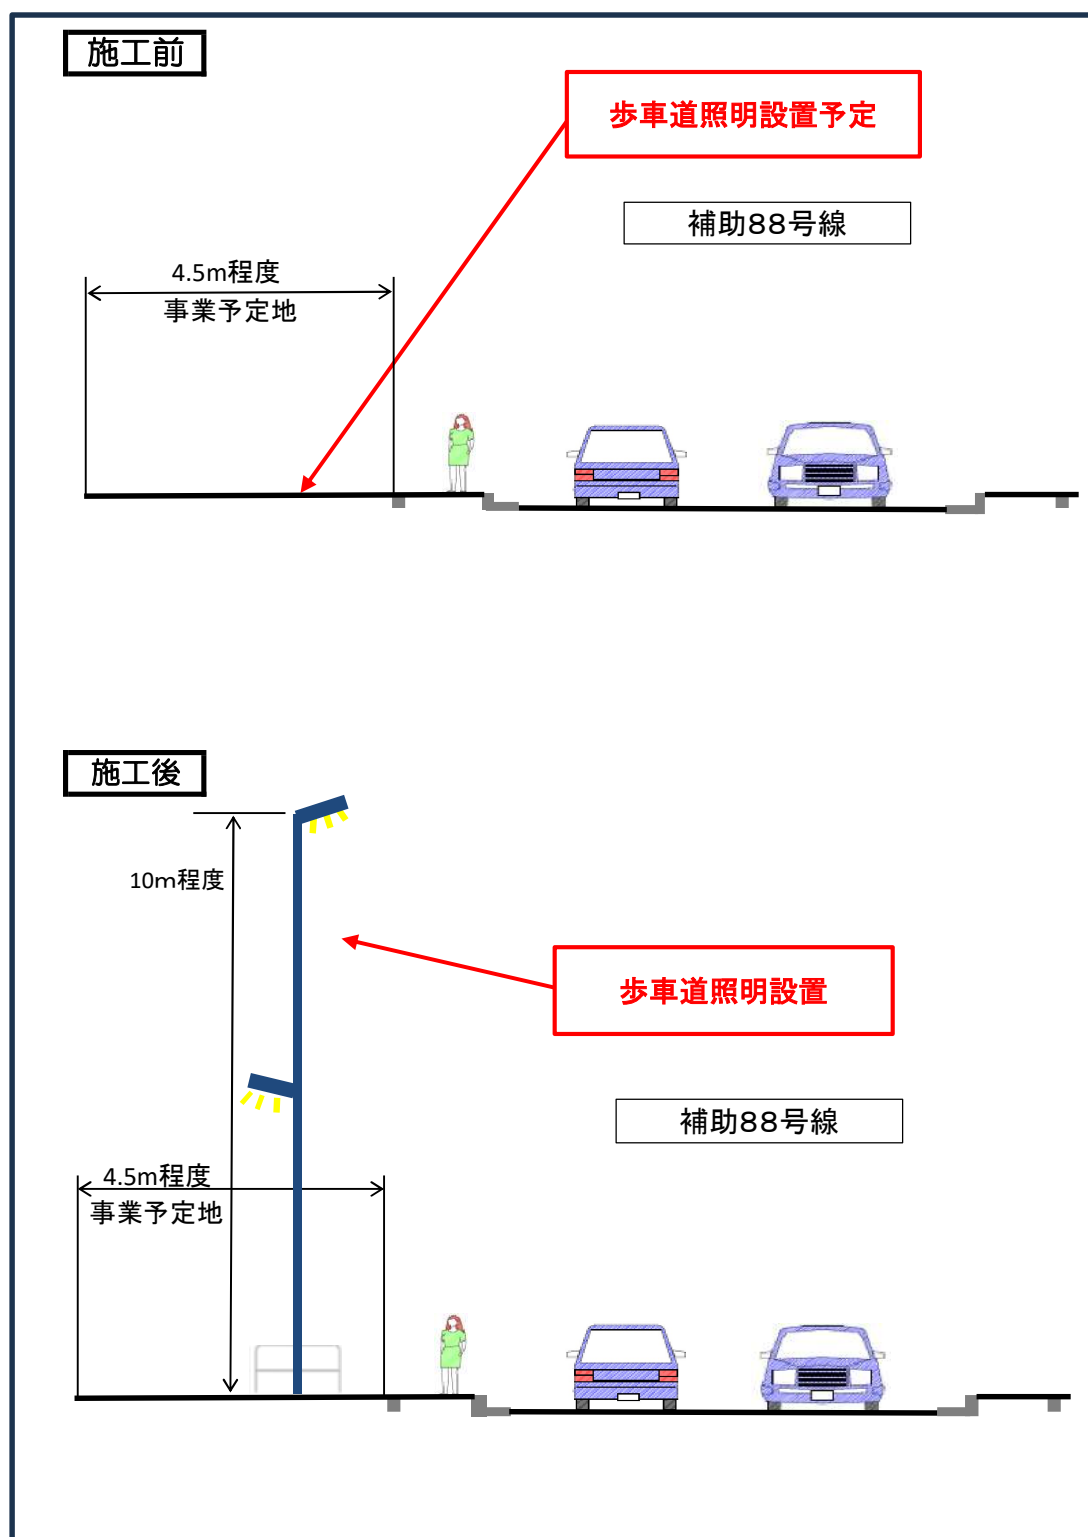 施工前
歩車道照明設置予定
補助８８号線
4.5m程度
事業予定地
施工後
10ｍ程度
歩車道照明設置
補助８８号線
4.5m程度
事業予定地